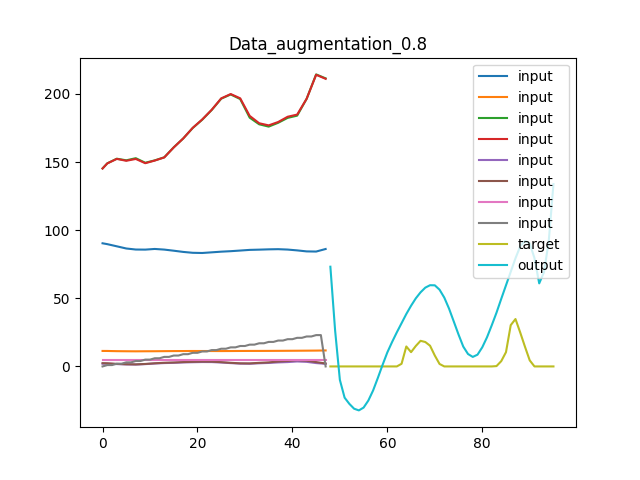 Data_augmentation_0.8
input
input
input
input
input
input
input
input
target
output
200
150
100
50
0
0 20 40 60 80